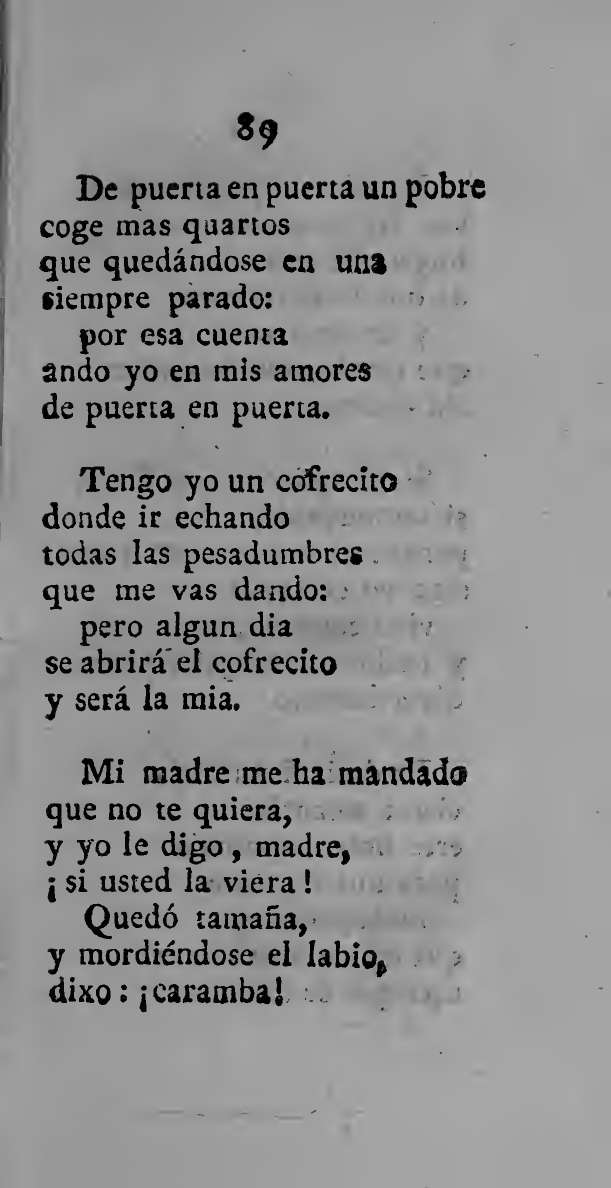 89
De puerta en puerta un pobre
coge mas quartos
que quedándose en una
siempre parado:
por esa cuenta
ando yo en mis amores
de puerta en puerta.
Tengo yo un cofrecito
donde ir echando
todas las pesadumbres
que me vas dando:
pero algun dia
se abrirá el cofrecito
y será la mia.
Mi madre me ha mandado
que no te quiera,
y yo le digo, madre,
¡si usted la viera!
Quedó tamaña,
y mordiéndose el labio,
dixo: ¡caramba!